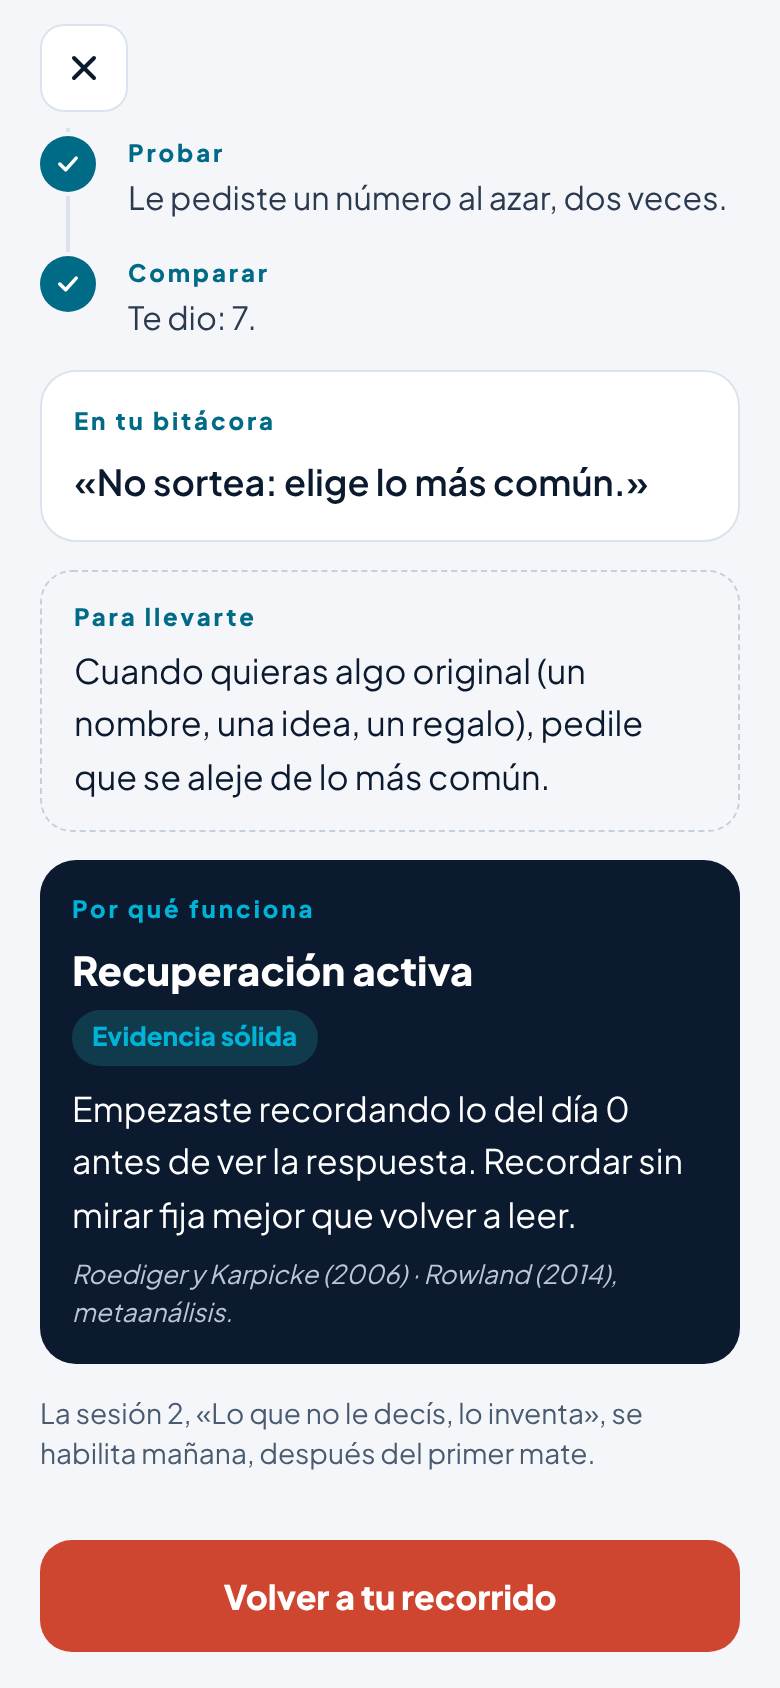 Probar
Le pediste un número al azar, dos veces.
Comparar
Te dio: 7.
En tu bitácora
«No sortea: elige lo más común.»
Para llevarte
Cuando quieras algo original (un
nombre, una idea, un regalo), pedile
que se aleje de lo más común.
Por qué funciona
Recuperación activa
Evidencia sólida
Empezaste recordando lo del día 0
antes de ver la respuesta. Recordar sin
mirar fija mejor que volver a leer.
Roediger y Karpicke (2006) · Rowland (2014),
metaanálisis.
La sesión 2, «Lo que no le decís, lo inventa», se
habilita mañana, después del primer mate.
Volver a tu recorrido